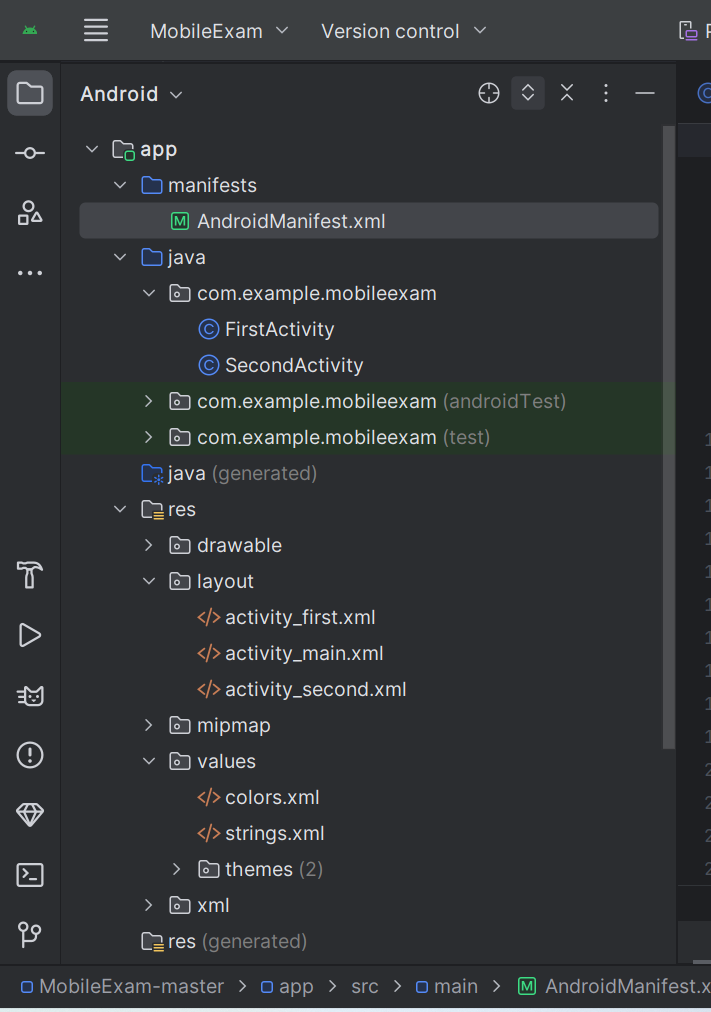 MobileExam Version control
Android
app
manifests
AndroidManifest.xml
java
com.example.mobileexam
FirstActivity
SecondActivity
com.example.mobileexam (androidTest)
com.example.mobileexam (test)
java (generated)
res
drawable
layout
activity_first.xml
activity_main.xml
activity_second.xml
mipmap
values
colors.xml
strings.xml
themes (2)
xml
res (generated)
MobileExam-master > app > src > main > AndroidManifest.x